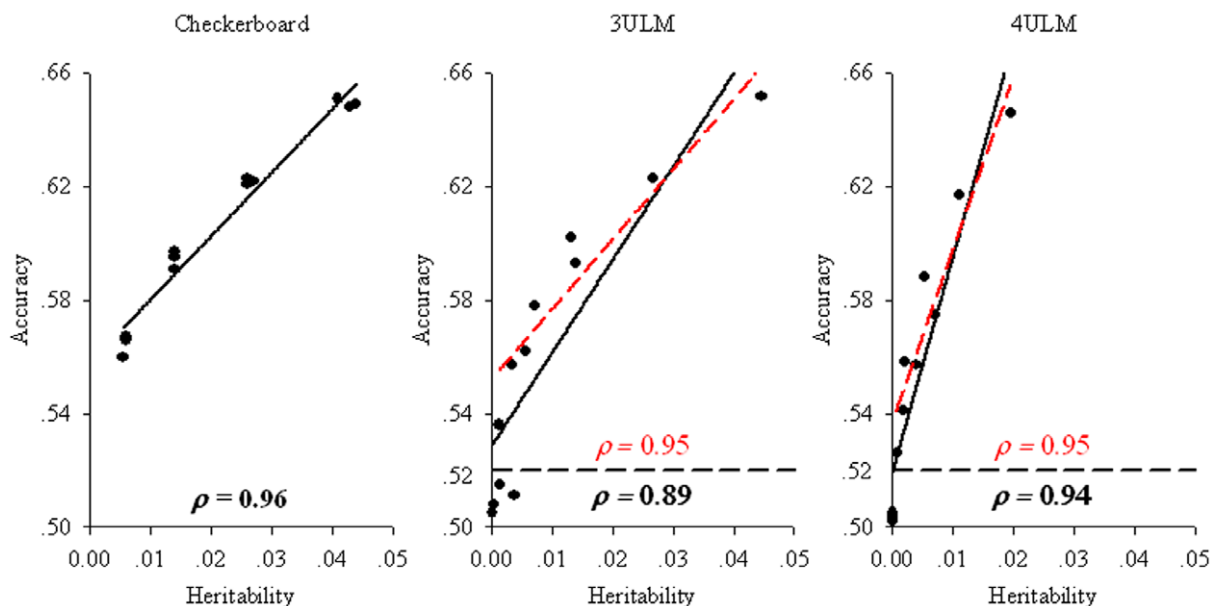 Checkerboard
.66
.62
.58
.54
.50
0.00 .01 .02 .03 .04 .05
Accuracy
Heritability
ρ = 0.96
3ULM
.66
.62
.58
.54
.52
.50
0.00 .01 .02 .03 .04 .05
Accuracy
Heritability
ρ = 0.95
ρ = 0.89
4ULM
.66
.62
.58
.54
.52
.50
0.00 .01 .02 .03 .04 .05
Accuracy
Heritability
ρ = 0.95
ρ = 0.94